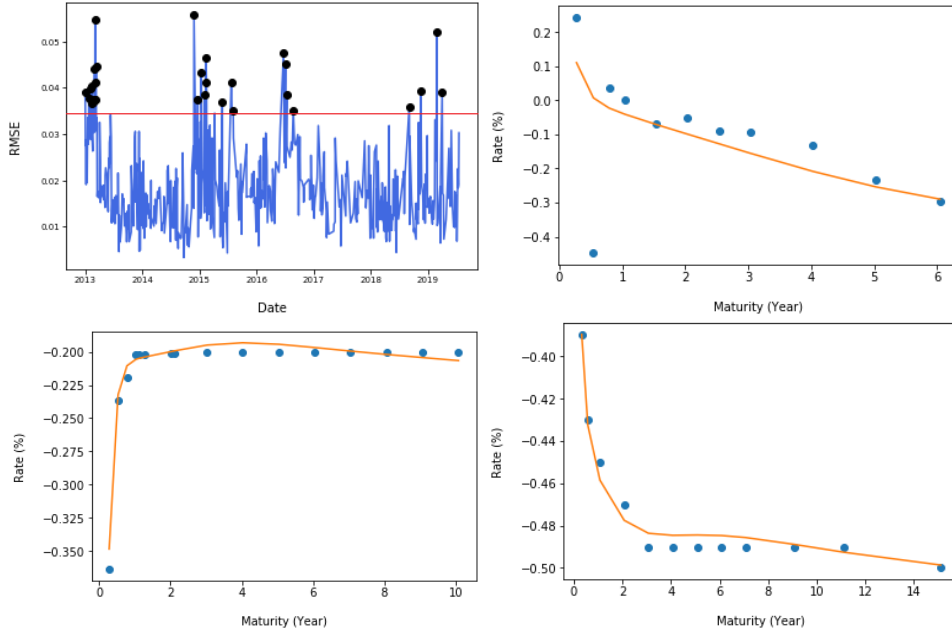 0.05
0.04
0.03
0.02
0.01
RMSE
2013 2014 2015 2016 2017 2018 2019
Date
0.2
0.1
0.0
−0.1
−0.2
−0.3
−0.4
Rate (%)
0 1 2 3 4 5 6
Maturity (Year)
−0.200
−0.225
−0.250
−0.275
−0.300
−0.325
−0.350
Rate (%)
0 2 4 6 8 10
Maturity (Year)
−0.40
−0.42
−0.44
−0.46
−0.48
−0.50
Rate (%)
0 2 4 6 8 10 12 14
Maturity (Year)